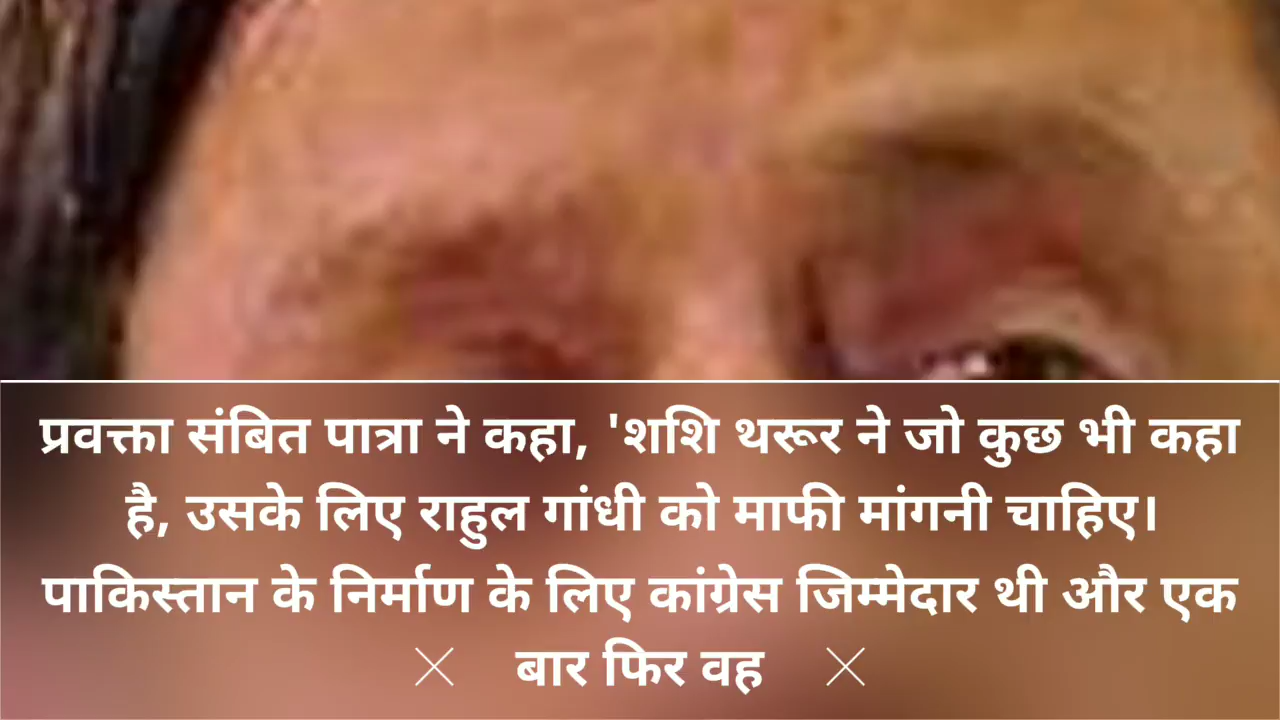 प्रवक्ता संबित पात्रा ने कहा, 'शशि थरूर ने जो कुछ भी कहा
है, उसके लिए राहुल गांधी को माफी मांगनी चाहिए।
पाकिस्तान के निर्माण के लिए कांग्रेस जिम्मेदार थी और एक
बार फिर वह